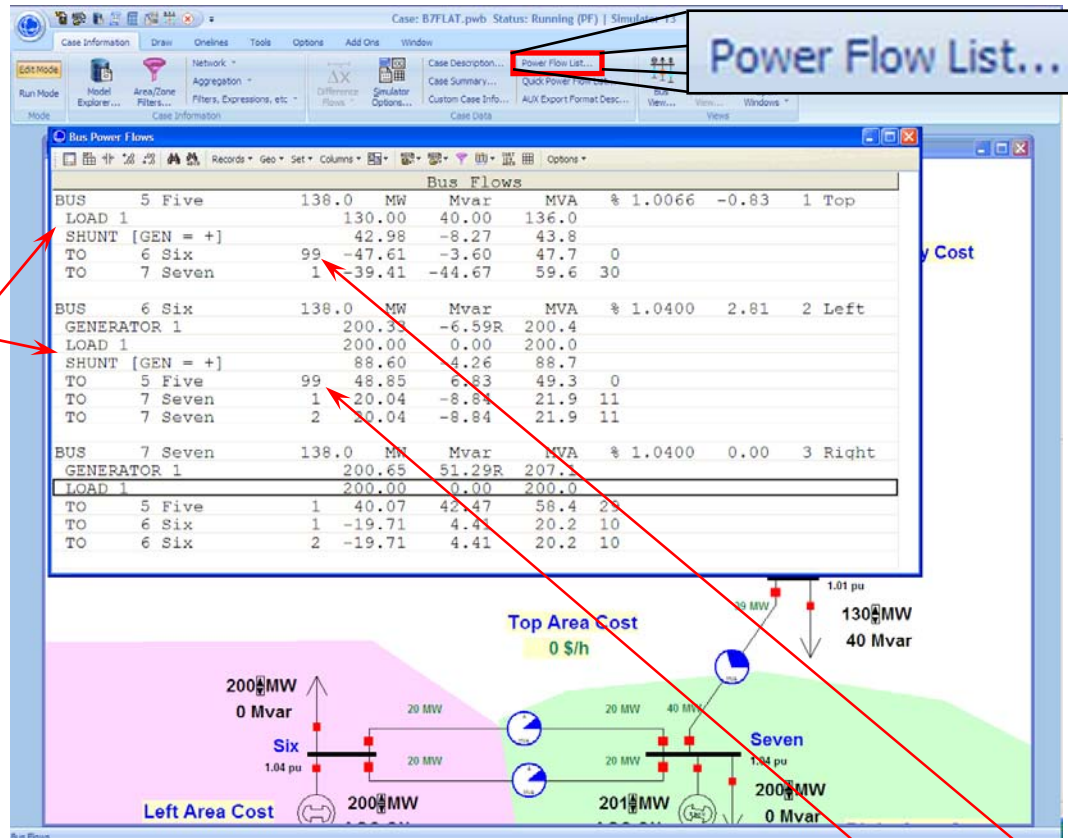 Case: B7FLAT.pwb Status: Running (PF) | Simulator 13
Case Information Draw Onelines Tools Options Add Ons Window
Edit Mode
Run Mode
Mode
Model Explorer...
Area/Zone Filters...
Network
Aggregation
Filters, Expressions, etc
Case Information
Difference Flows
Simulator Options...
Case Description...
Case Summary...
Custom Case Info...
Power Flow List...
Quick Power Flow List...
AUX Export Format Desc...
Case Data
Bus View...
Windows
Views
Power Flow List...
Bus Power Flows
Records Geo Set Columns Options
Bus Flows
BUS 5 Five 138.0 MW Mvar MVA % 1.0066 -0.83 1 Top
LOAD 1 130.00 40.00 136.0
SHUNT [GEN = +] 42.98 -8.27 43.8
TO 6 Six 99 -47.61 -3.60 47.7 0
TO 7 Seven 1 -39.41 -44.67 59.6 30
BUS 6 Six 138.0 MW Mvar MVA % 1.0400 2.81 2 Left
GENERATOR 1 200.33 -6.59R 200.4
LOAD 1 200.00 0.00 200.0
SHUNT [GEN = +] 88.60 -4.26 88.7
TO 5 Five 99 48.85 6.83 49.3 0
TO 7 Seven 1 20.04 -8.84 21.9 11
TO 7 Seven 2 20.04 -8.84 21.9 11
BUS 7 Seven 138.0 MW Mvar MVA % 1.0400 0.00 3 Right
GENERATOR 1 200.65 51.29R 207.1
LOAD 1 200.00 0.00 200.0
TO 5 Five 1 40.07 42.47 58.4 29
TO 6 Six 1 -19.71 4.41 20.2 10
TO 6 Six 2 -19.71 4.41 20.2 10
y Cost
1.01 pu
39 MW
130 MW
40 Mvar
Top Area Cost
0 $/h
200 MW
0 Mvar
20 MW
20 MW
40 MW
Six
1.04 pu
20 MW
20 MW
Seven
1.04 pu
200 MW
0 Mvar
Left Area Cost
200 MW
201 MW
Bus Flows